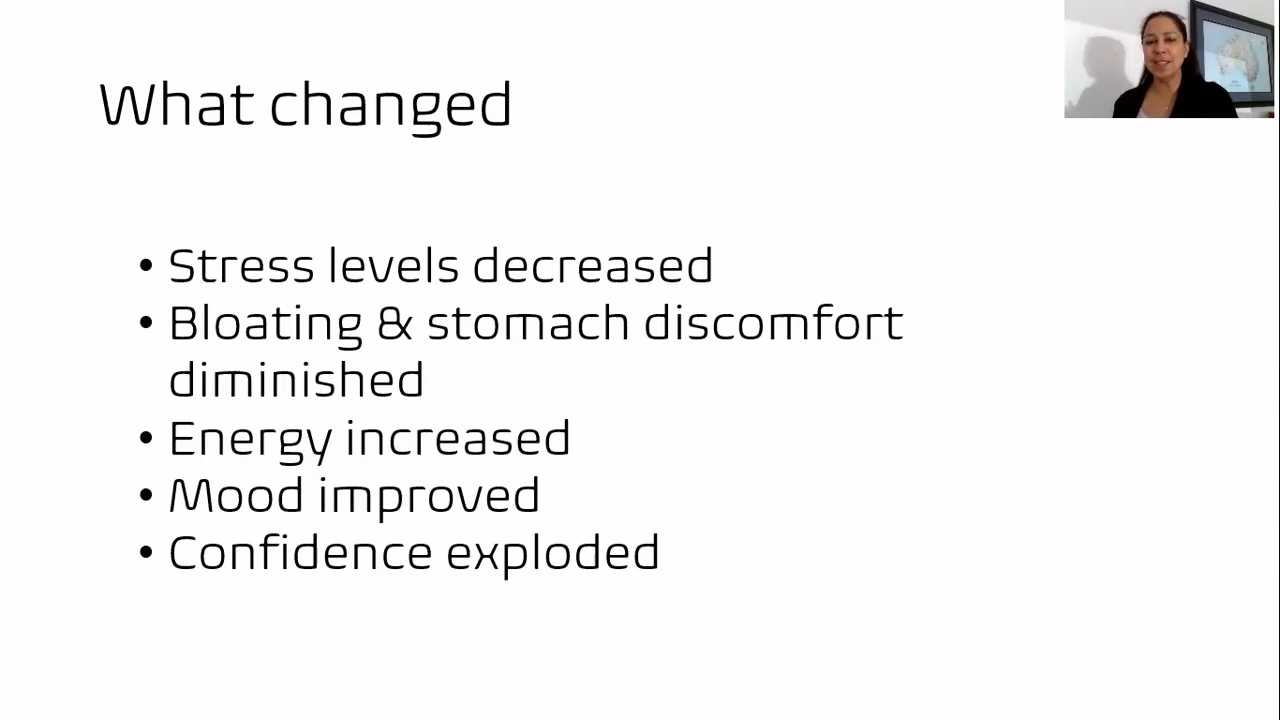 What changed
• Stress levels decreased
• Bloating & stomach discomfort
diminished
• Energy increased
• Mood improved
• Confidence exploded